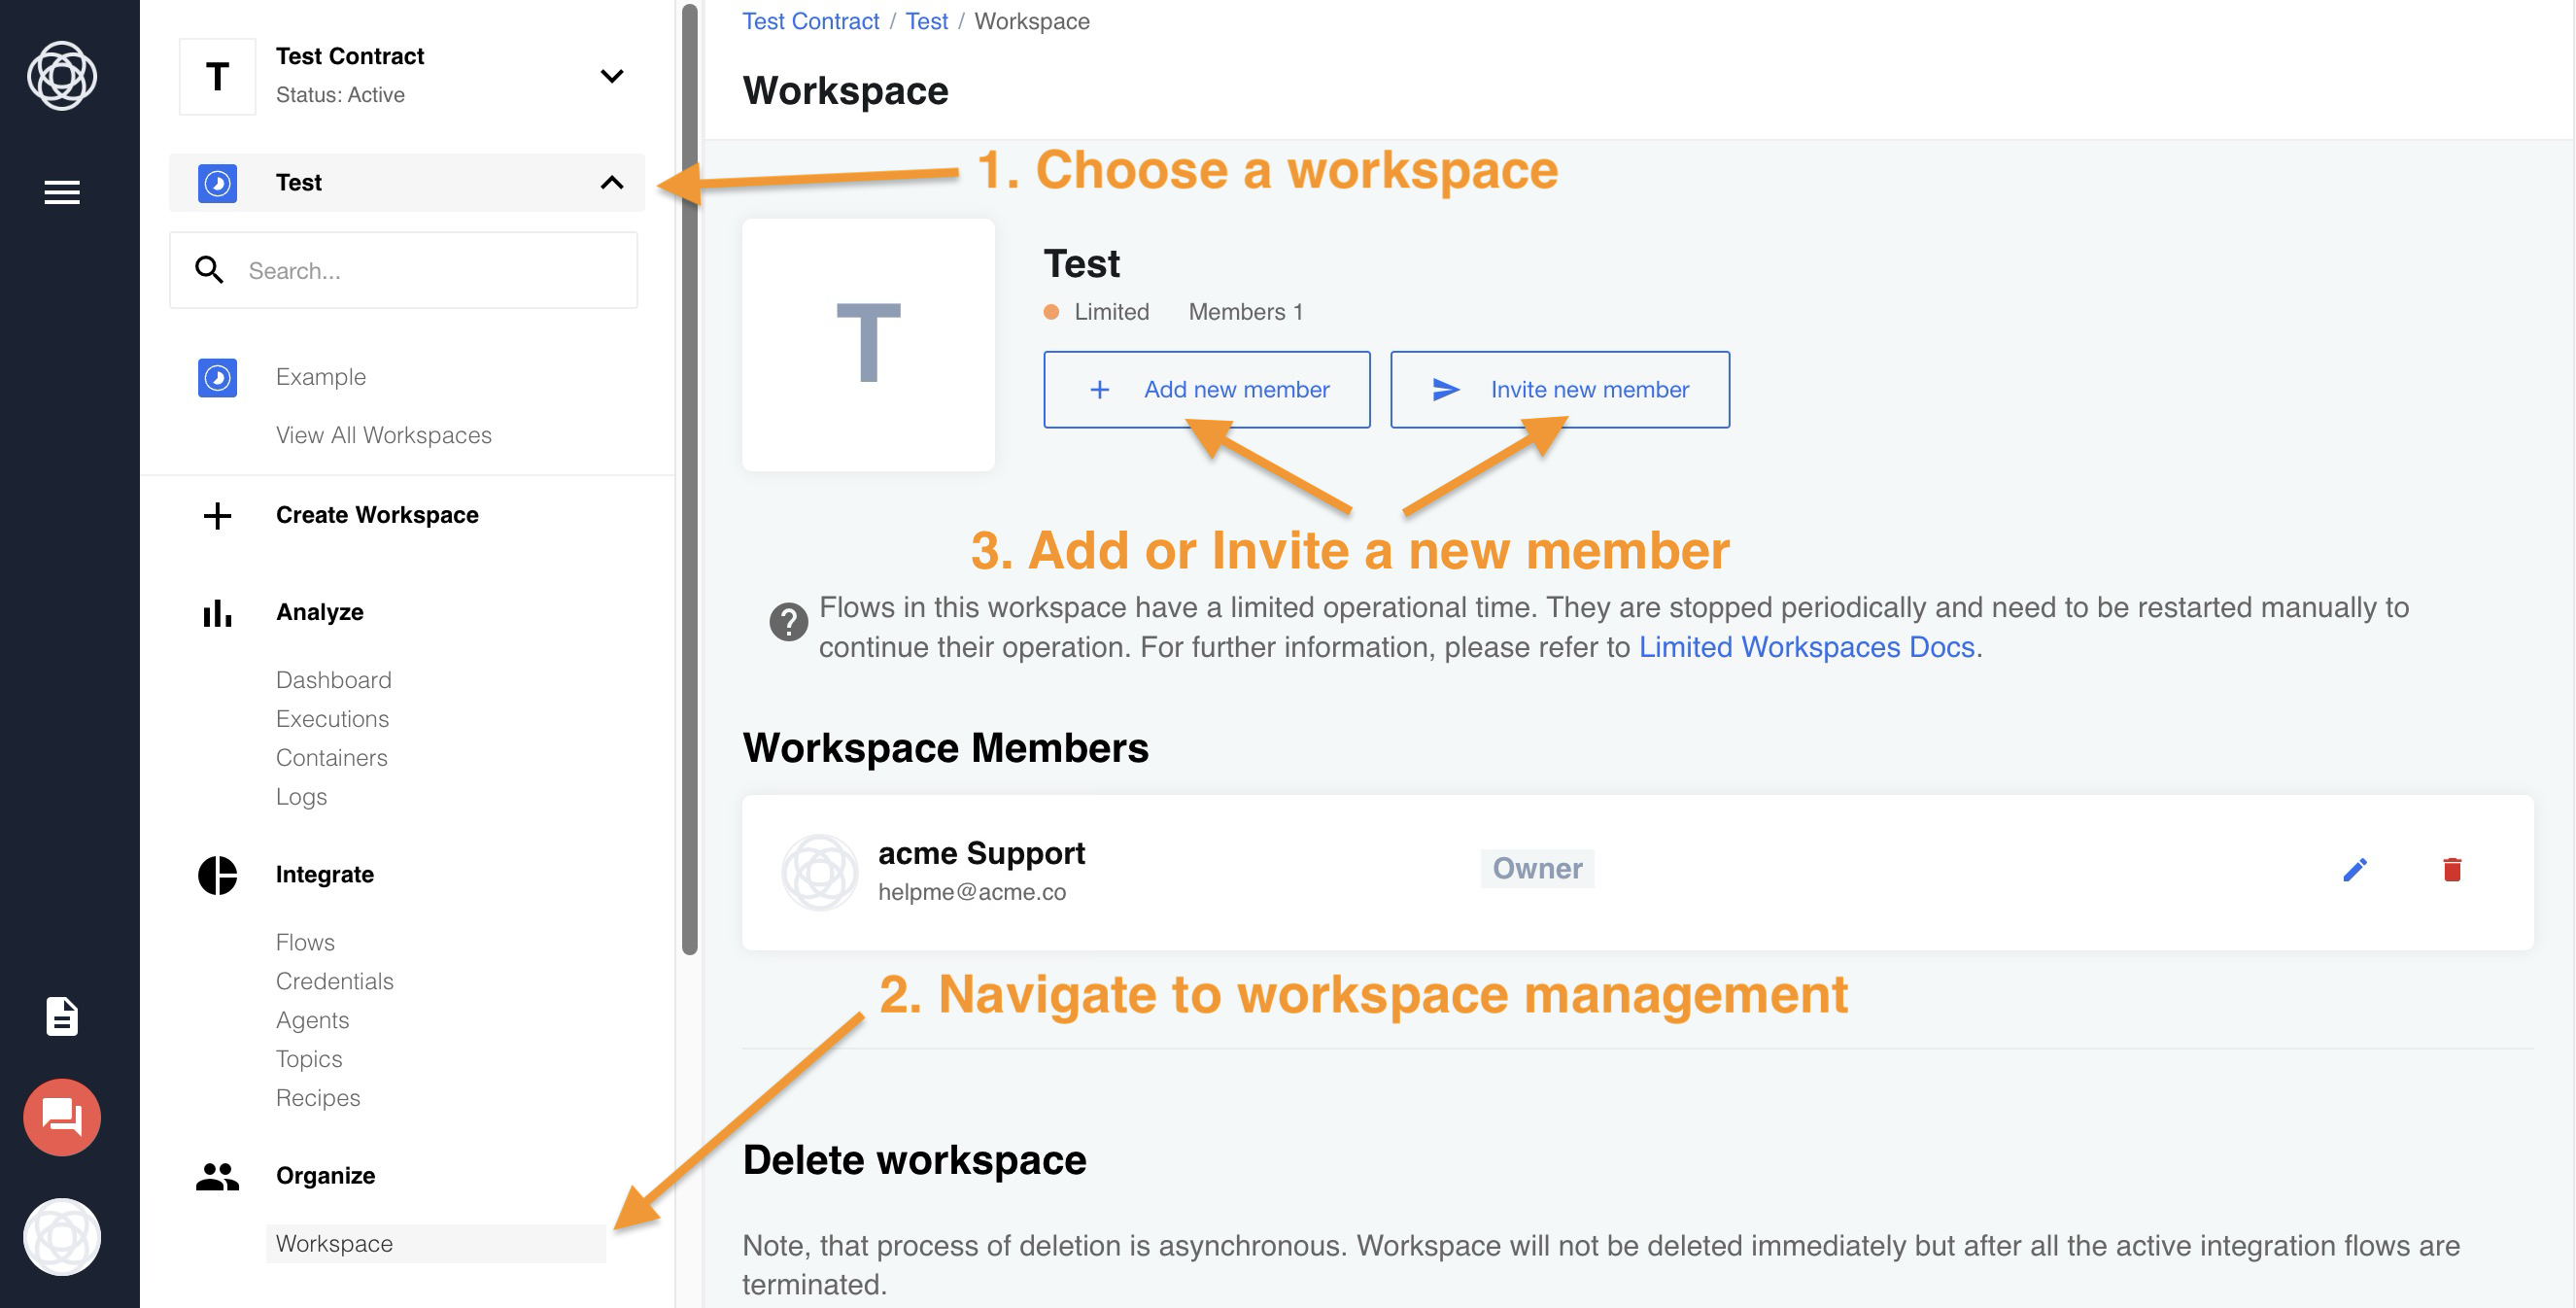 T
Test Contract
Status: Active
Test
Search...
Example
View All Workspaces
Create Workspace
Analyze
Dashboard
Executions
Containers
Logs
Integrate
Flows
Credentials
Agents
Topics
Recipes
Organize
Workspace
Test Contract / Test / Workspace
Workspace
1. Choose a workspace
T
Test
Limited Members 1
Add new member Invite new member
3. Add or Invite a new member
Flows in this workspace have a limited operational time. They are stopped periodically and need to be restarted manually to
continue their operation. For further information, please refer to Limited Workspaces Docs.
Workspace Members
acme Support
helpme@acme.co
Owner
2. Navigate to workspace management
Delete workspace
Note, that process of deletion is asynchronous. Workspace will not be deleted immediately but after all the active integration flows are
terminated.